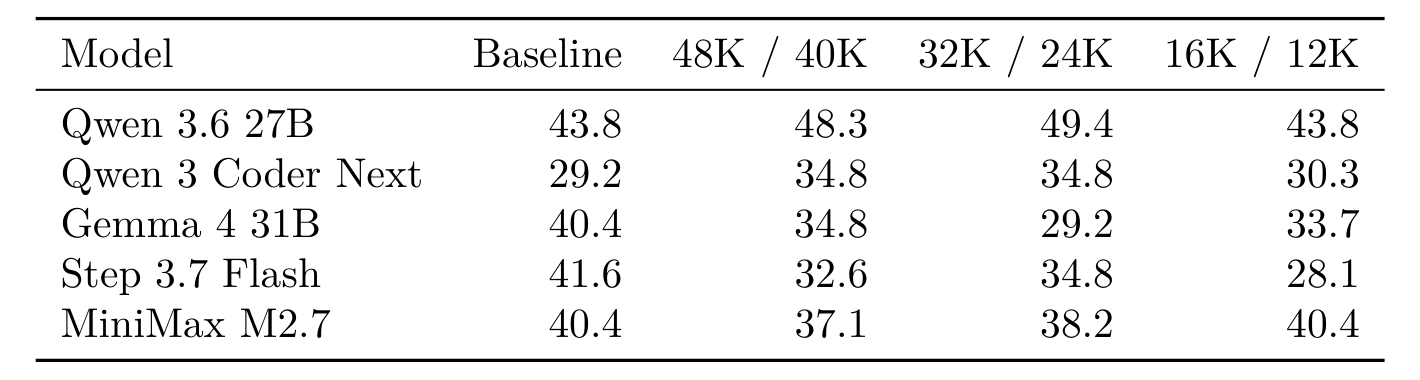 Model Baseline 48K / 40K 32K / 24K 16K / 12K
Qwen 3.6 27B 43.8 48.3 49.4 43.8
Qwen 3 Coder Next 29.2 34.8 34.8 30.3
Gemma 4 31B 40.4 34.8 29.2 33.7
Step 3.7 Flash 41.6 32.6 34.8 28.1
MiniMax M2.7 40.4 37.1 38.2 40.4